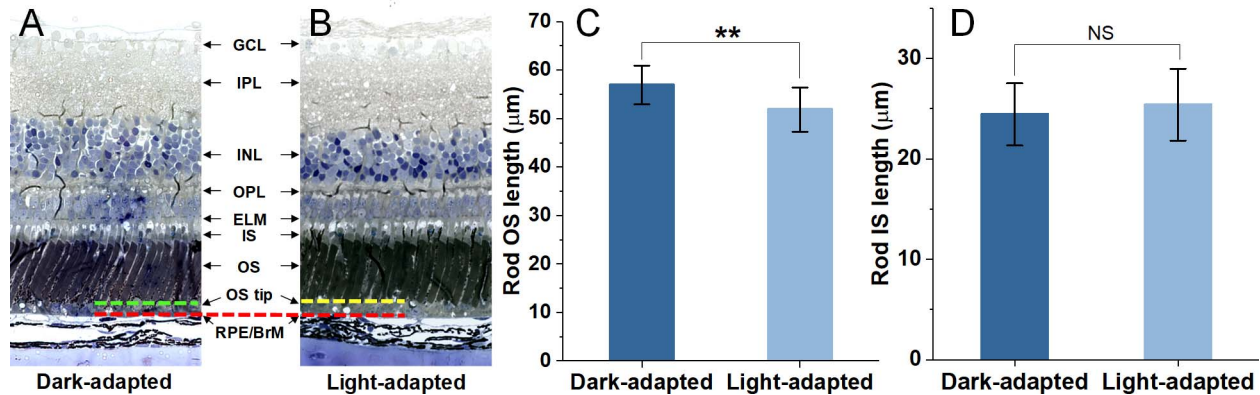 A
B
GCL
IPL
INL
OPL
ELM
IS
OS
OS tip
RPE/BrM
Dark-adapted
Light-adapted
C
Rod OS length (μm)
70
60
50
40
30
20
10
0
**
Dark-adapted
Light-adapted
D
Rod IS length (μm)
30
20
10
0
NS
Dark-adapted
Light-adapted